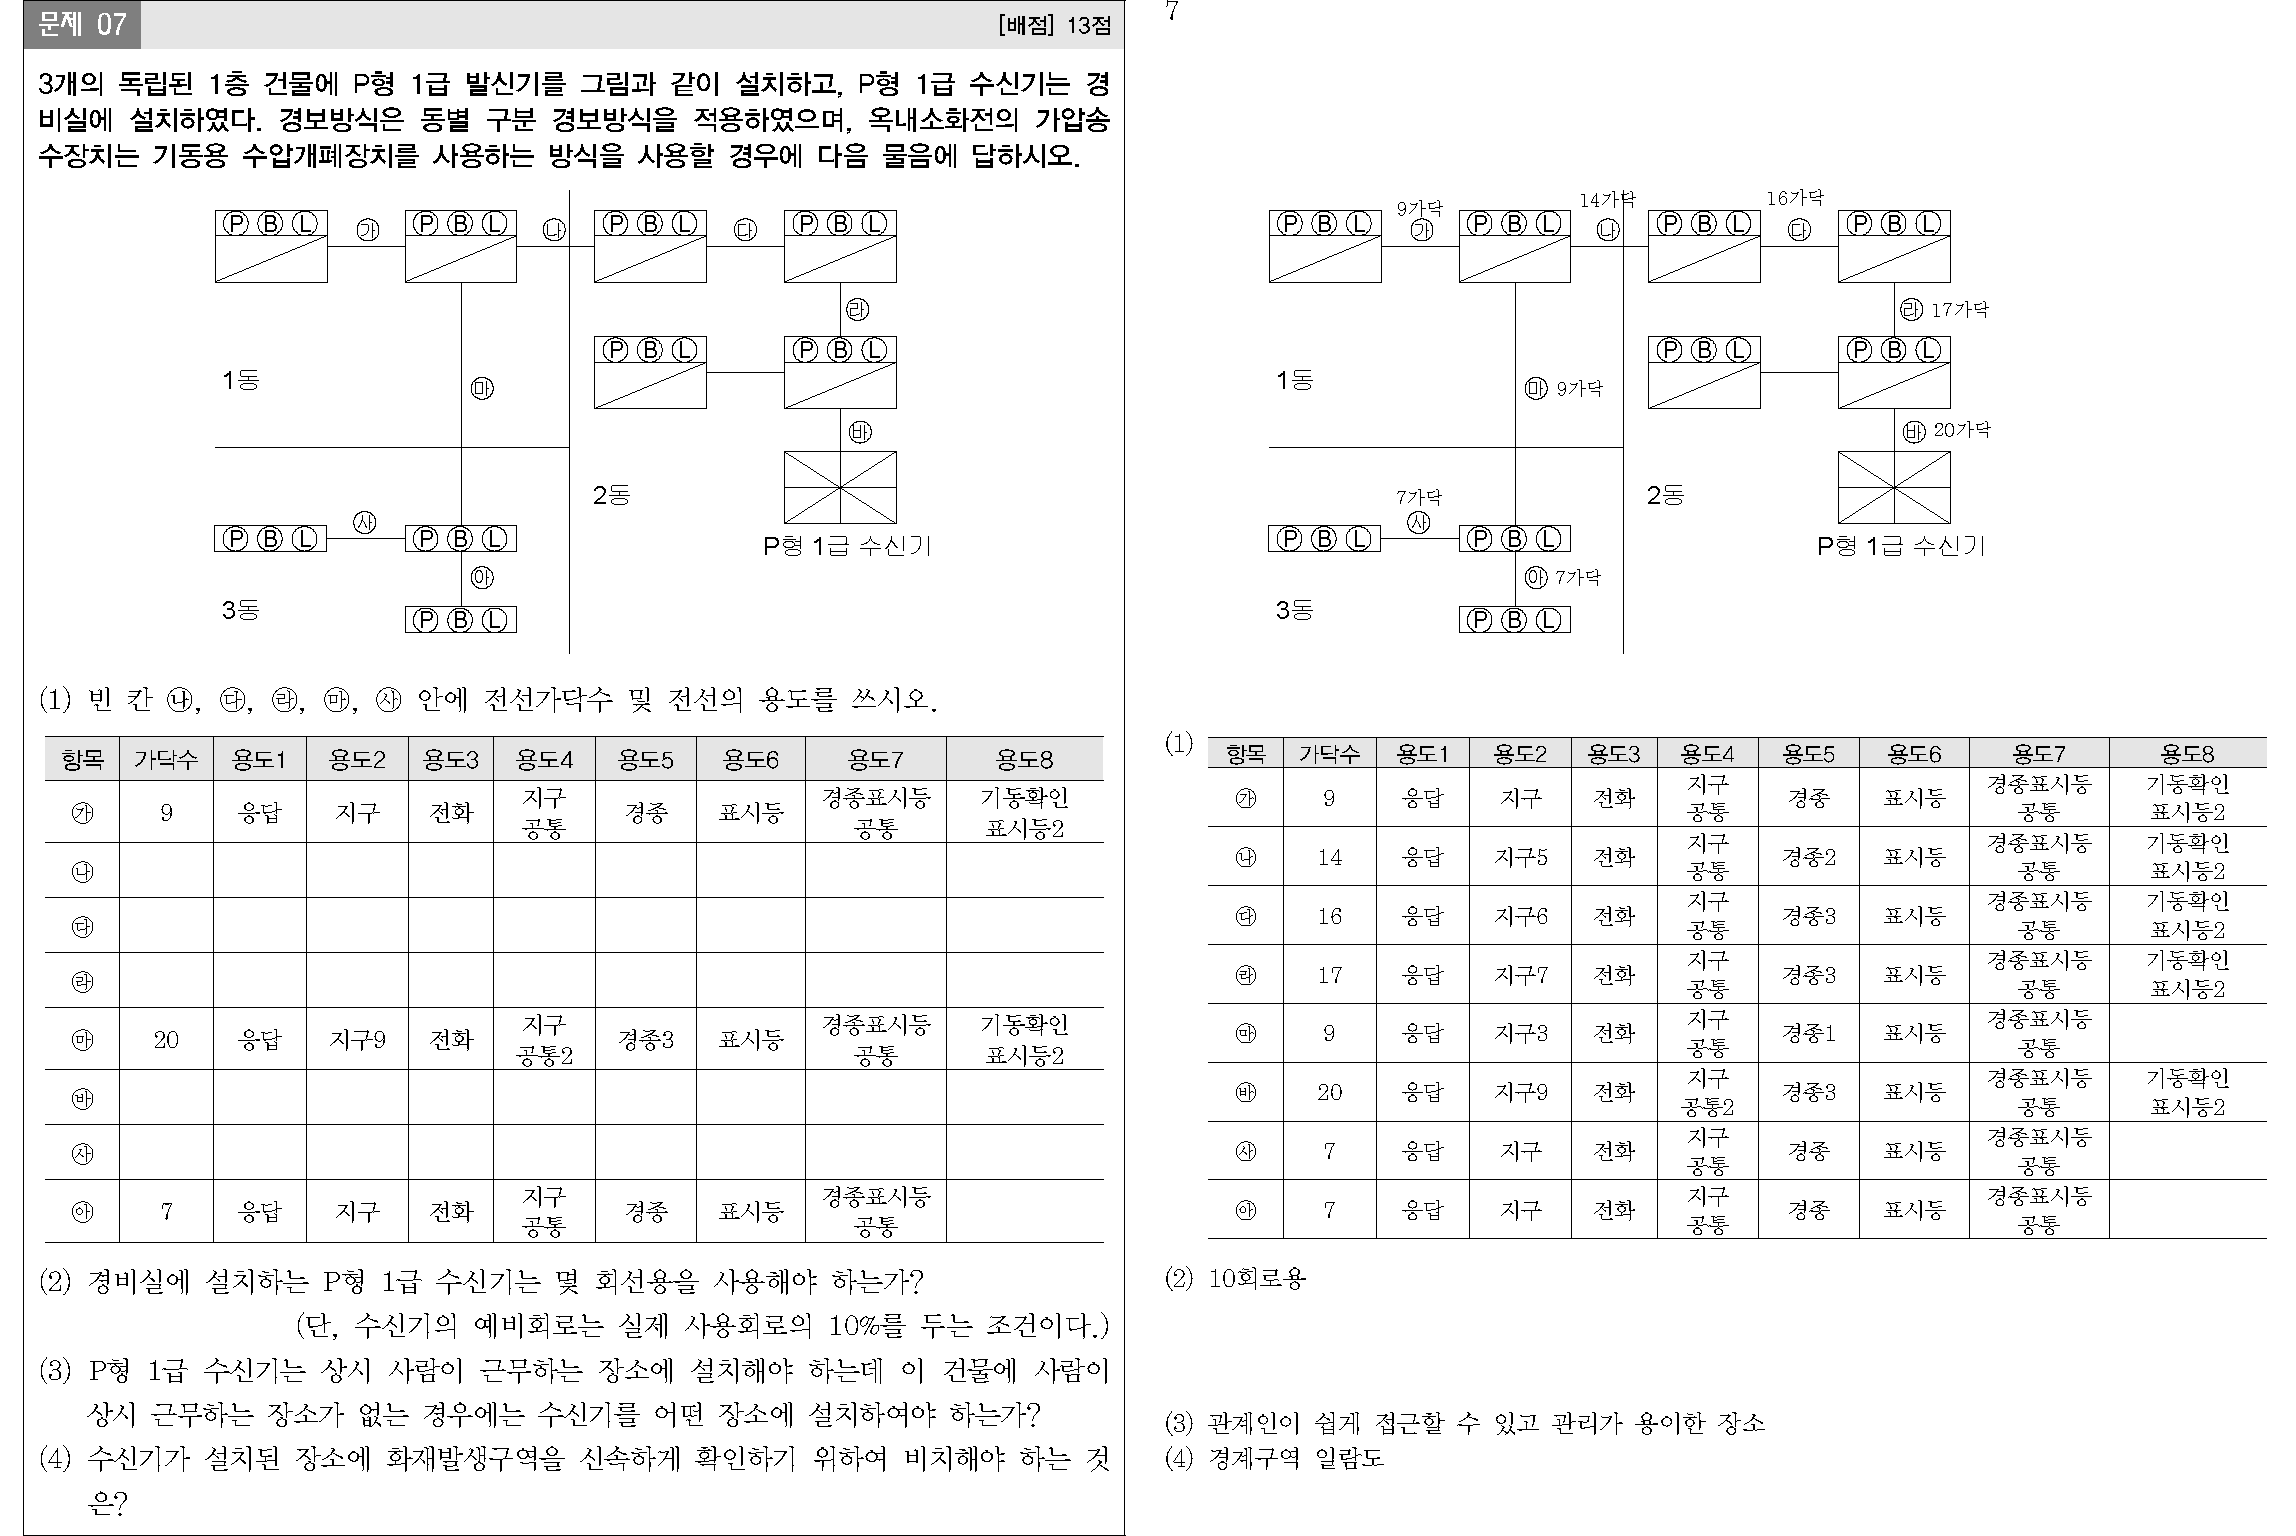 문제 07
[배점] 13점
3개의 독립된 1층 건물에 P형 1급 발신기를 그림과 같이 설치하고, P형 1급 수신기는 경
비실에 설치하였다. 경보방식은 동별 구분 경보방식을 적용하였으며, 옥내소화전의 가압송
수장치는 기동용 수압개폐장치를 사용하는 방식을 사용할 경우에 다음 물음에 답하시오.
P B L ㉮ P B L ㉯ P B L ㉰ P B L
㉱
P B L P B L
1동
㉲
㉳
2동
㉴
P B L P B L
P형 1급 수신기
㉵
3동
P B L
(1) 빈 칸 ㉯, ㉰, ㉱, ㉲, ㉴ 안에 전선가닥수 및 전선의 용도를 쓰시오.
항목 가닥수 용도1 용도2 용도3 용도4 용도5 용도6 용도7 용도8
㉮ 9 응답 지구 전화 지구 공통 경종 표시등 경종표시등 공통 기동확인 표시등2
㉯
㉰
㉱
㉲ 20 응답 지구9 전화 지구 공통2 경종3 표시등 경종표시등 공통 기동확인 표시등2
㉳
㉴
㉵ 7 응답 지구 전화 지구 공통 경종 표시등 경종표시등 공통
(2) 경비실에 설치하는 P형 1급 수신기는 몇 회선용을 사용해야 하는가?
(단, 수신기의 예비회로는 실제 사용회로의 10%를 두는 조건이다.)
(3) P형 1급 수신기는 상시 사람이 근무하는 장소에 설치해야 하는데 이 건물에 사람이
상시 근무하는 장소가 없는 경우에는 수신기를 어떤 장소에 설치하여야 하는가?
(4) 수신기가 설치된 장소에 화재발생구역을 신속하게 확인하기 위하여 비치해야 하는 것
은?
7
9가닥 14가닥 16가닥
P B L ㉮ P B L ㉯ P B L ㉰ P B L
㉱ 17가닥
P B L P B L
1동
㉲ 9가닥
㉳ 20가닥
2동
7가닥
㉴
P B L P B L
P형 1급 수신기
㉵ 7가닥
3동
P B L
(1)
항목 가닥수 용도1 용도2 용도3 용도4 용도5 용도6 용도7 용도8
㉮ 9 응답 지구 전화 지구 공통 경종 표시등 경종표시등 공통 기동확인 표시등2
㉯ 14 응답 지구5 전화 지구 공통 경종2 표시등 경종표시등 공통 기동확인 표시등2
㉰ 16 응답 지구6 전화 지구 공통 경종3 표시등 경종표시등 공통 기동확인 표시등2
㉱ 17 응답 지구7 전화 지구 공통 경종3 표시등 경종표시등 공통 기동확인 표시등2
㉲ 9 응답 지구3 전화 지구 공통 경종1 표시등 경종표시등 공통
㉳ 20 응답 지구9 전화 지구 공통2 경종3 표시등 경종표시등 공통 기동확인 표시등2
㉴ 7 응답 지구 전화 지구 공통 경종 표시등 경종표시등 공통
㉵ 7 응답 지구 전화 지구 공통 경종 표시등 경종표시등 공통
(2) 10회로용
(3) 관계인이 쉽게 접근할 수 있고 관리가 용이한 장소
(4) 경계구역 일람도